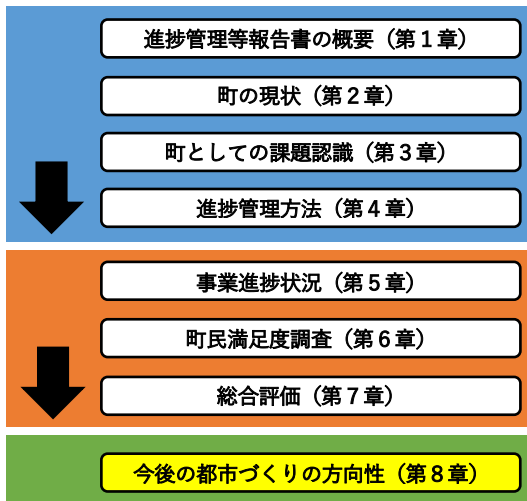 進捗管理等報告書の概要（第１章）
町の現状（第２章）
町としての課題認識（第３章）
進捗管理方法（第４章）
事業進捗状況（第５章）
町民満足度調査（第６章）
総合評価（第７章）
今後の都市づくりの方向性（第８章）